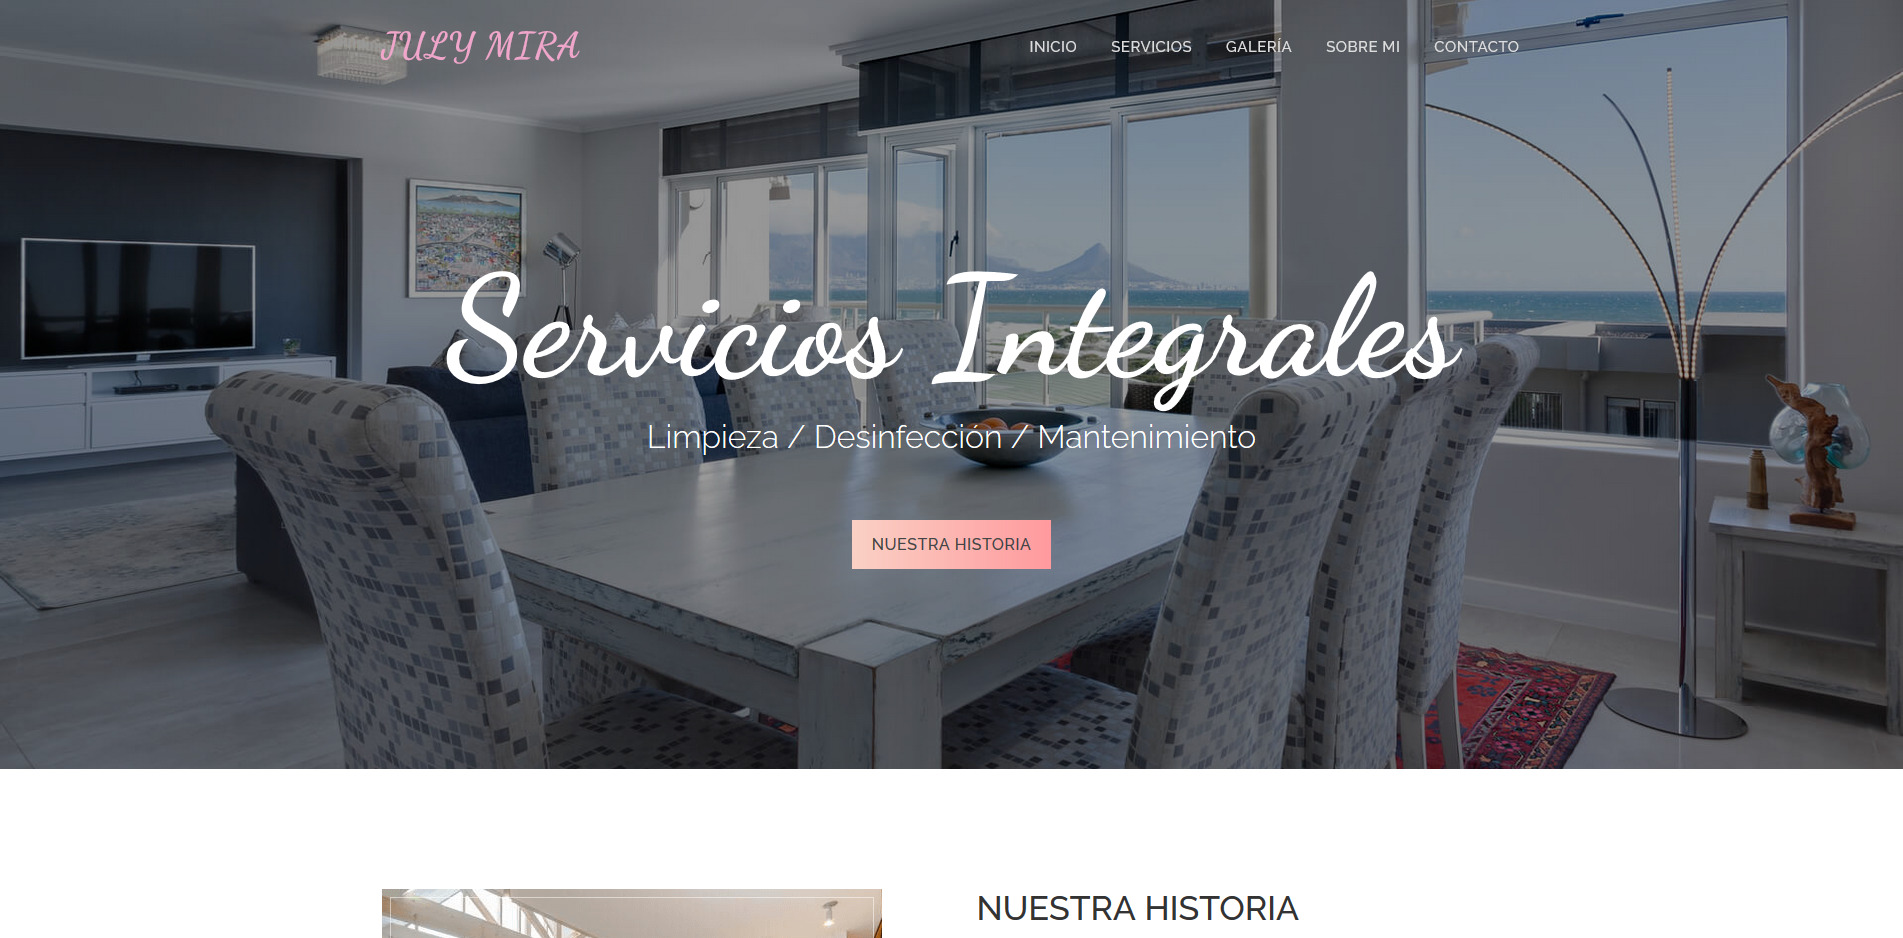 JULY MIRA
INICIO SERVICIOS GALERÍA SOBRE MI CONTACTO
Servicios Integrales
Limpieza / Desinfección / Mantenimiento
NUESTRA HISTORIA
NUESTRA HISTORIA